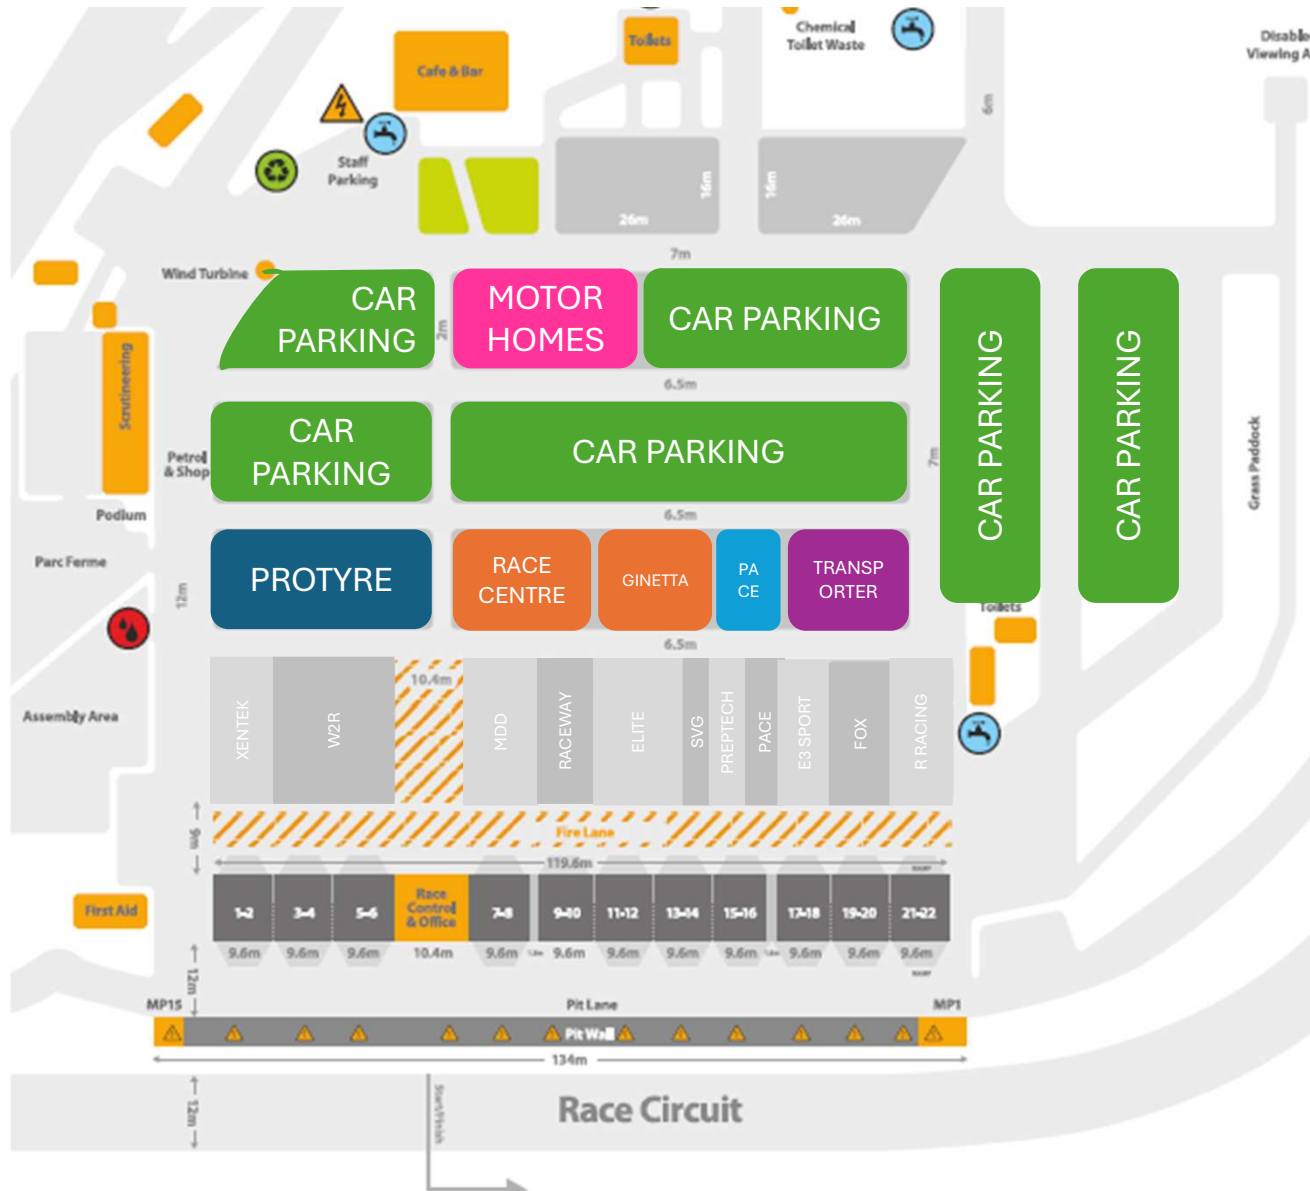 Toilets
Chemical
Toilet Waste
Disable
Viewing A
Cafe & Bar
6m
Staff
Parking
16m
16m
26m
26m
7m
Wind Turbine
CAR
PARKING
2m
MOTOR
HOMES
CAR PARKING
CAR PARKING
CAR PARKING
6.5m
Scrutineering
Petrol
& Shop
CAR
PARKING
CAR PARKING
7m
Grass Paddock
Podium
6.5m
Parc Ferme
12m
PROTYRE
RACE
CENTRE
GINETTA
PA
CE
TRANSP
ORTER
Toilets
6.5m
Assembly Area
XENTEK
W2R
10.4m
MDD
RACEWAY
ELITE
SVG
PREPTECH
PACE
E3 SPORT
FOX
R RACING
9m
Fire Lane
119.6m
First Aid
1-2
3-4
5-6
Race
Control
& Office
7-8
9-10
11-12
13-14
15-16
17-18
19-20
21-22
9.6m
9.6m
9.6m
10.4m
9.6m
9.6m
9.6m
9.6m
9.6m
9.6m
9.6m
9.6m
12m
MP15
Pit Lane
MP1
Pit Wall
134m
12m
Start/Finish
Race Circuit